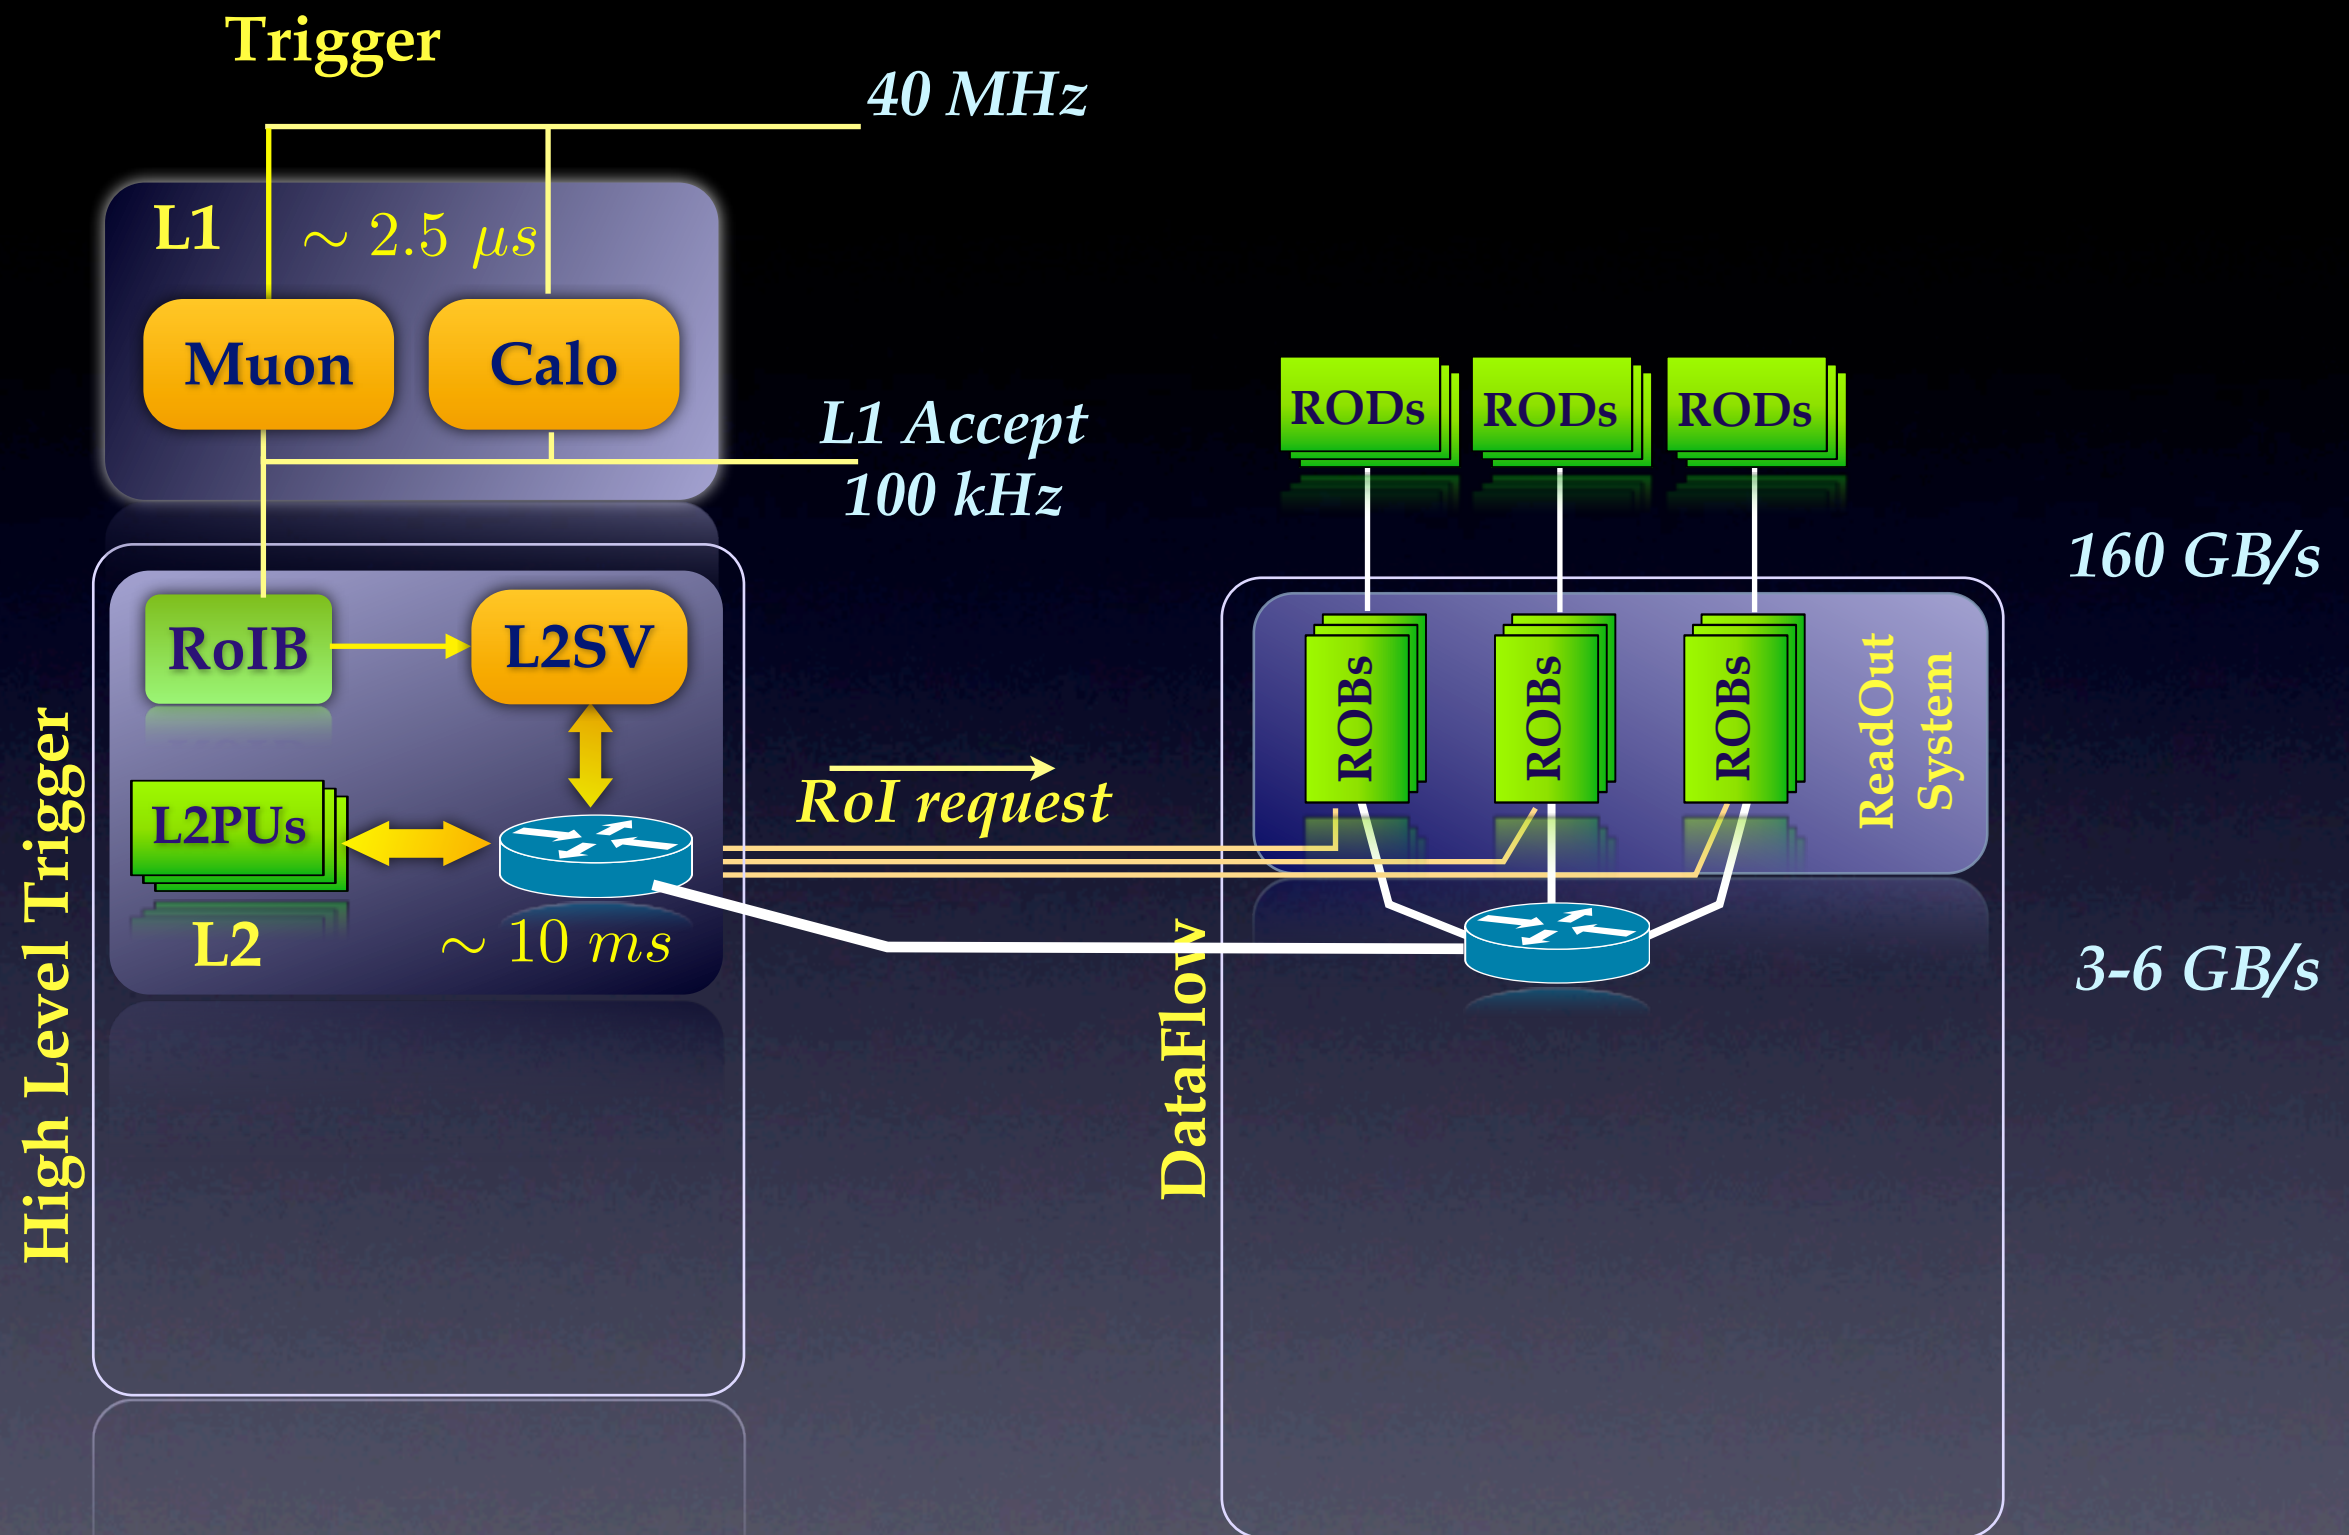 Trigger
40 MHz
L1
∼ 2.5 μs
Muon
Calo
L1 Accept
100 kHz
RODs
RODs
RODs
160 GB/s
RoIB
L2SV
ROBs
ROBs
ROBs
ReadOut
System
High Level Trigger
L2PUs
RoI request
L2
∼ 10 ms
DataFlow
3-6 GB/s